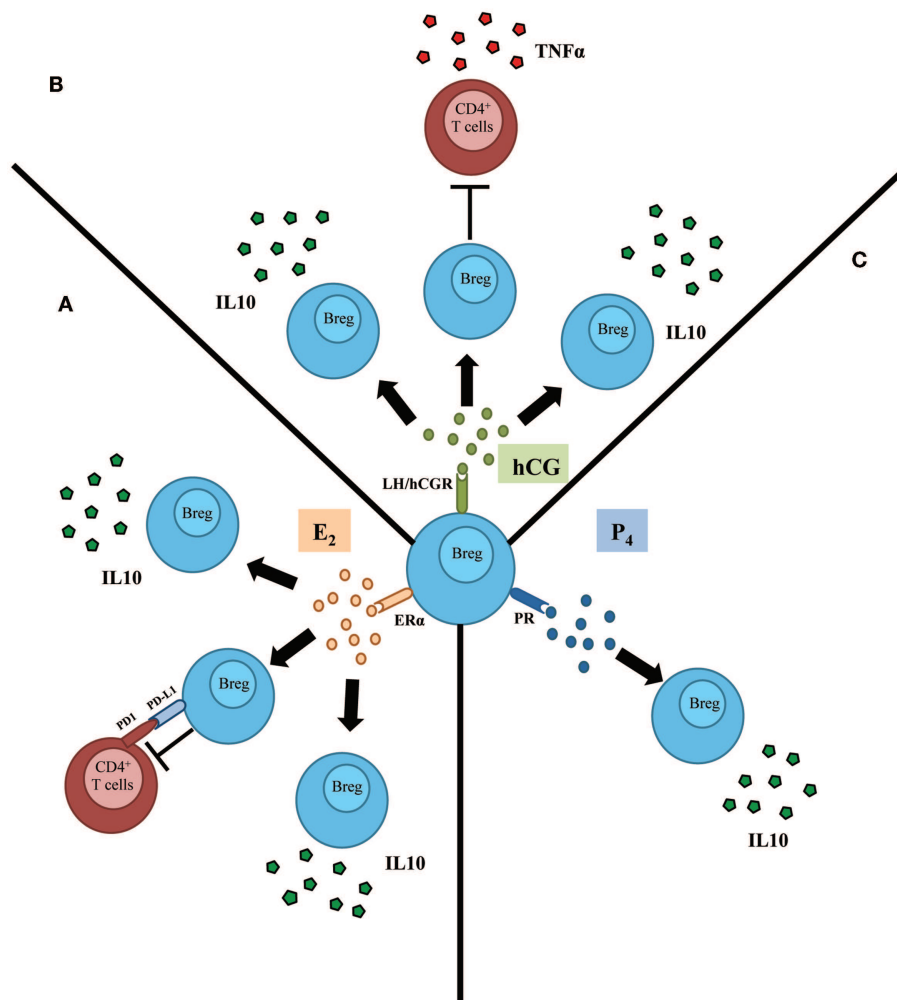 B
TNFα
CD4⁺
T cells
C
IL10
Breg
Breg
Breg
IL10
A
hCG
LH/hCGR
E₂
P₄
Breg
Breg
IL10
ERα
PR
Breg
PD1
PD-L1
CD4⁺
T cells
Breg
Breg
IL10
IL10